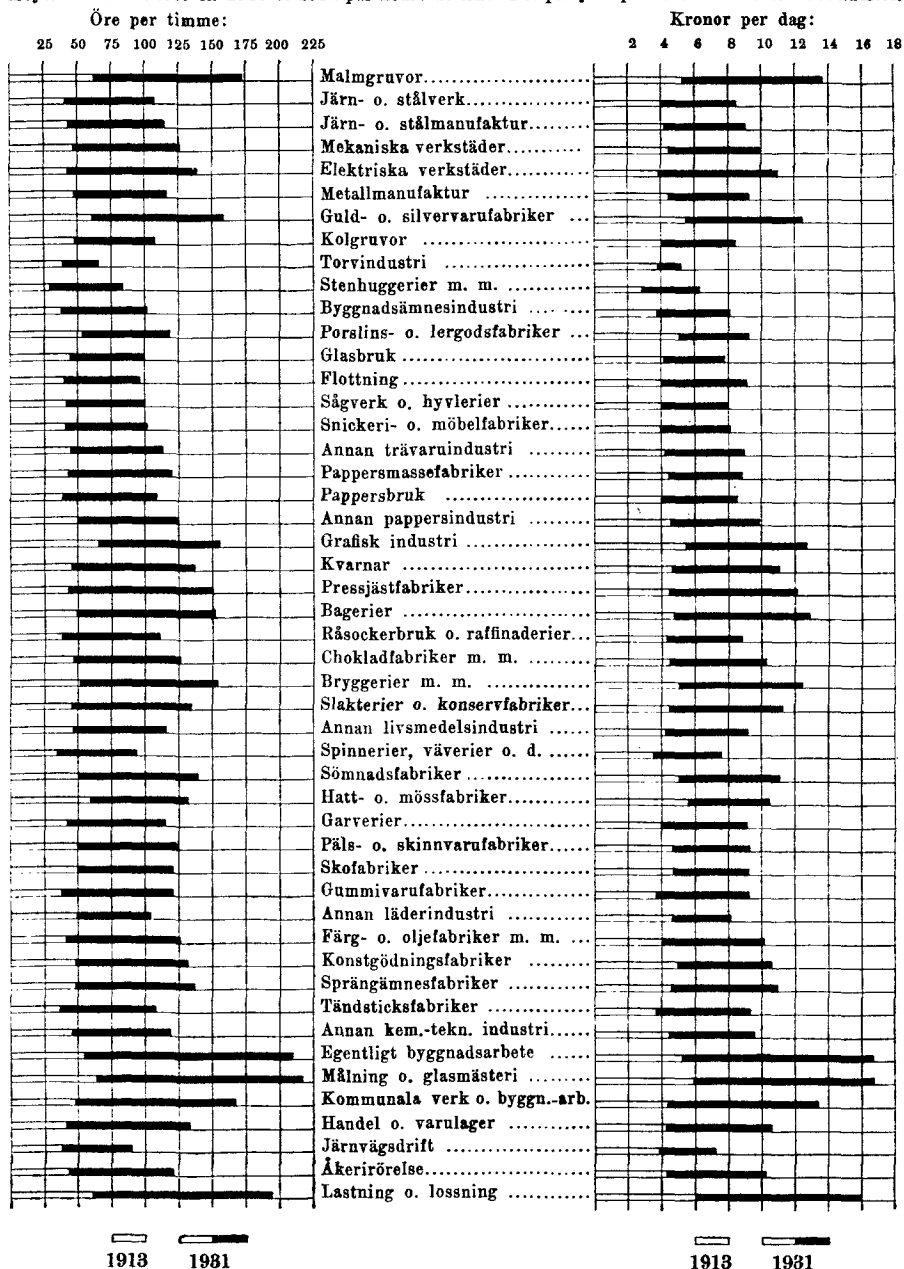 Öre per timme:
Kronor per dag:
25 50 75 100 125 150 175 200 225
2 4 6 8 10 12 14 16 18
Malmgruvor
Järn- o. stålverk
Järn- o. stålmanufaktur
Mekaniska verkstäder
Elektriska verkstäder
Metallmanufaktur
Guld- o. silvervarufabriker
Kolgruvor
Torvindustri
Stenhuggerier m. m.
Byggnadsämnesindustri
Porslins- o. lergodsfabriker
Glasbruk
Flottning
Sågverk o. hyvlerier
Snickeri- o. möbelfabriker
Annan trävaruindustri
Pappersmassefabriker
Pappersbruk
Annan pappersindustri
Grafisk industri
Kvarnar
Pressjästfabriker
Bagerier
Råsockerbruk o. raffinaderier
Chokladfabriker m. m.
Bryggerier m. m.
Slakterier o. konservfabriker
Annan livsmedelsindustri
Spinnerier, väverier o. d.
Sömnadsfabriker
Hatt- o. mössfabriker
Garverier
Päls- o. skinnvarufabriker
Skofabriker
Gummivarufabriker
Annan läderindustri
Färg- o. oljefabriker m. m.
Konstgödningsfabriker
Sprängämnesfabriker
Tändsticksfabriker
Annan kem.-tekn. industri
Egentligt byggnadsarbete
Målning o. glasmästeri
Kommunala verk o. byggn.-arb.
Handel o. varulager
Järnvägsdrift
Åkerirörelse
Lastning o. lossning
1913 1931
1913 1931